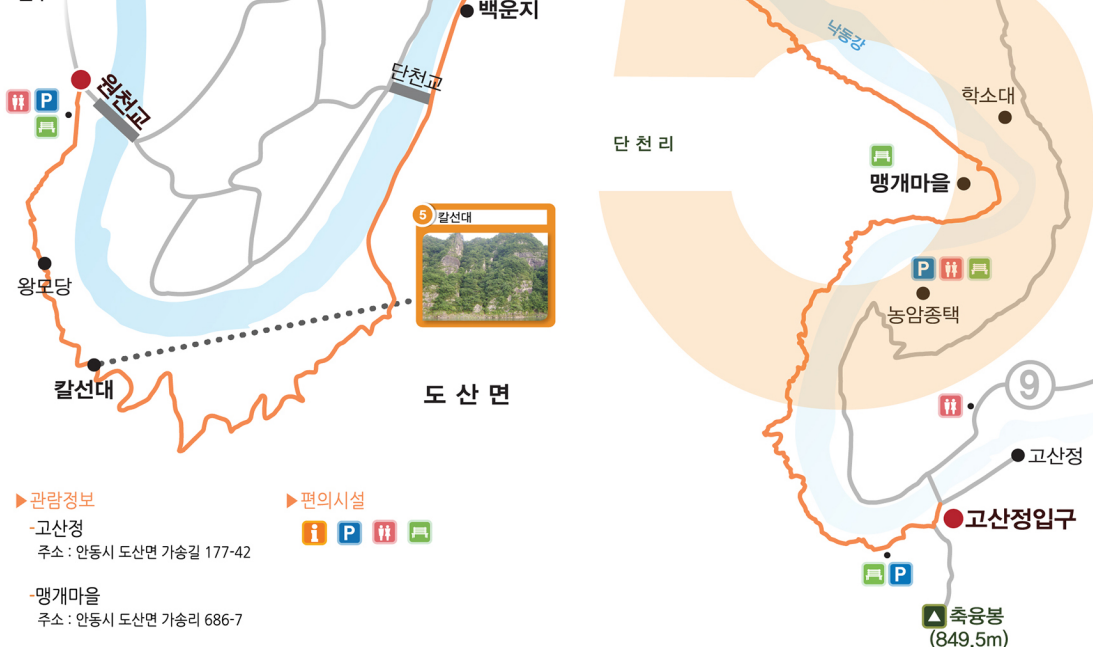 백운지
단천교
원천교
5 칼선대
왕모당
칼선대
도 산 면
▶관람정보
-고산정
주소 : 안동시 도산면 가송길 177-42
-맹개마을
주소 : 안동시 도산면 가송리 686-7
▶편의시설
i P
낙동강
학소대
단 천 리
맹개마을
P
농암종택
9
고산정
고산정입구
P
축융봉
(849.5m)
P